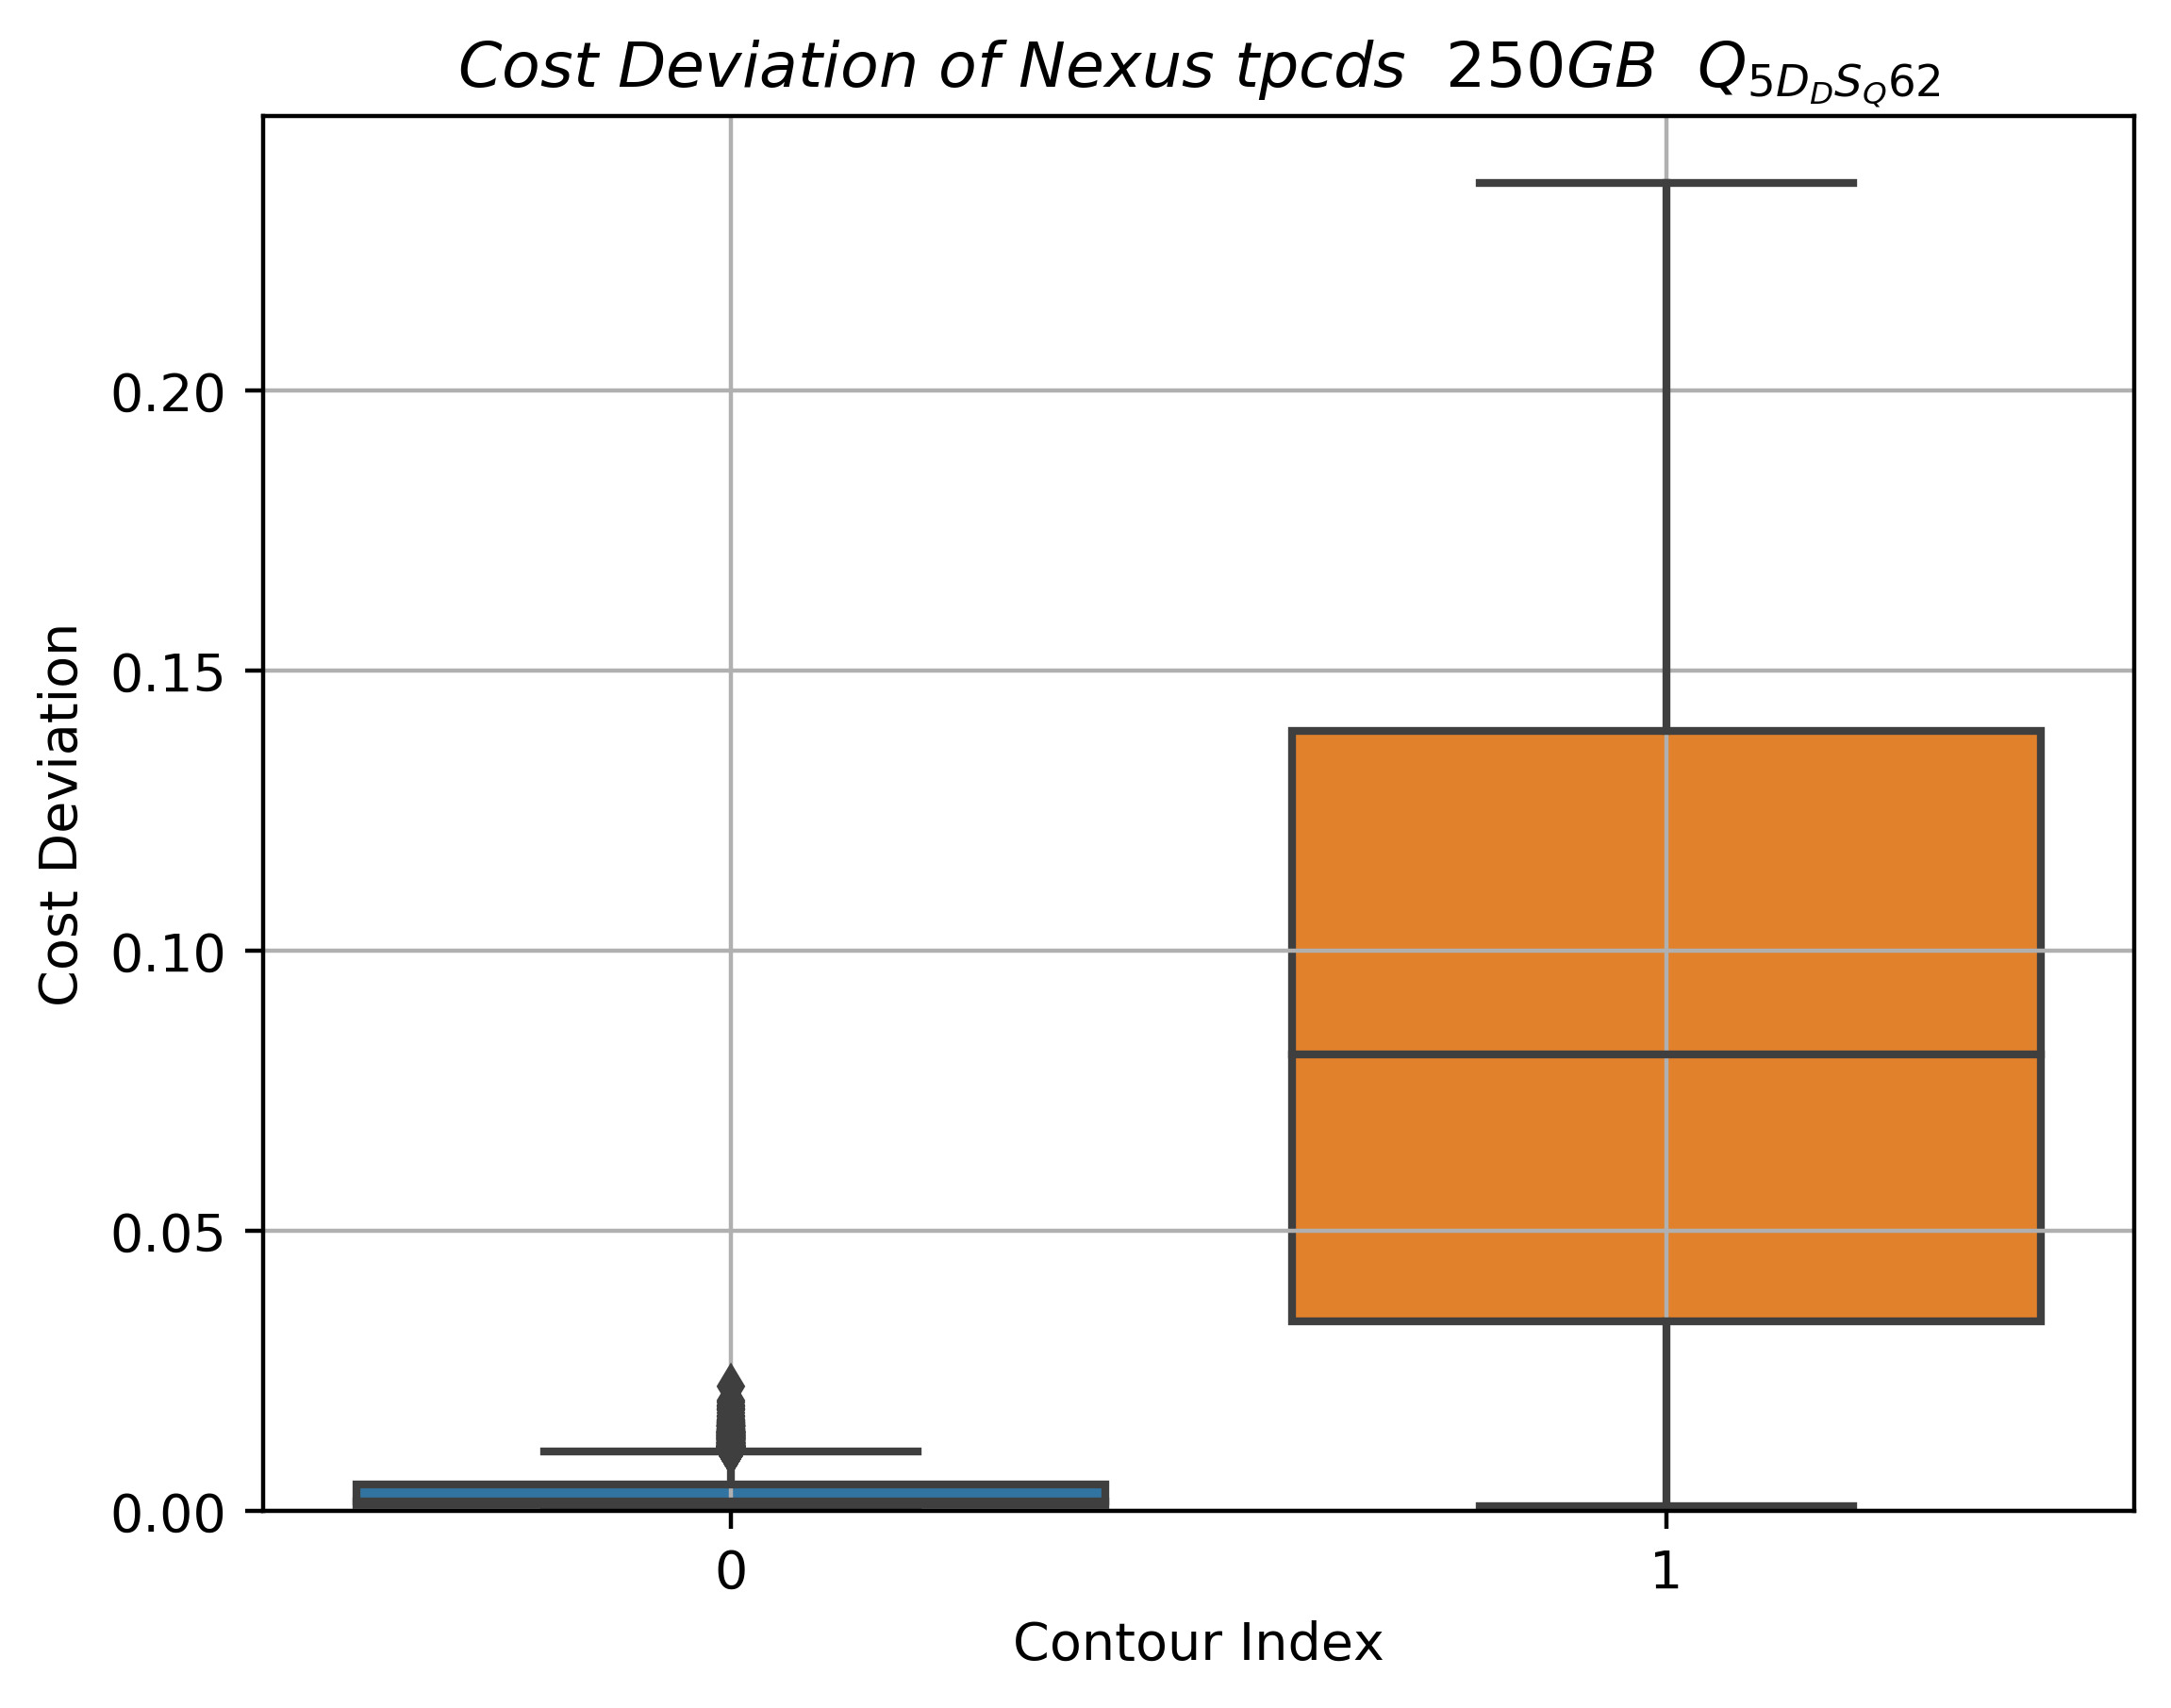 Cost Deviation of Nexus tpcds 250GB Q5DDSQ62
Cost Deviation
0.20
0.15
0.10
0.05
0.00
0 1
Contour Index